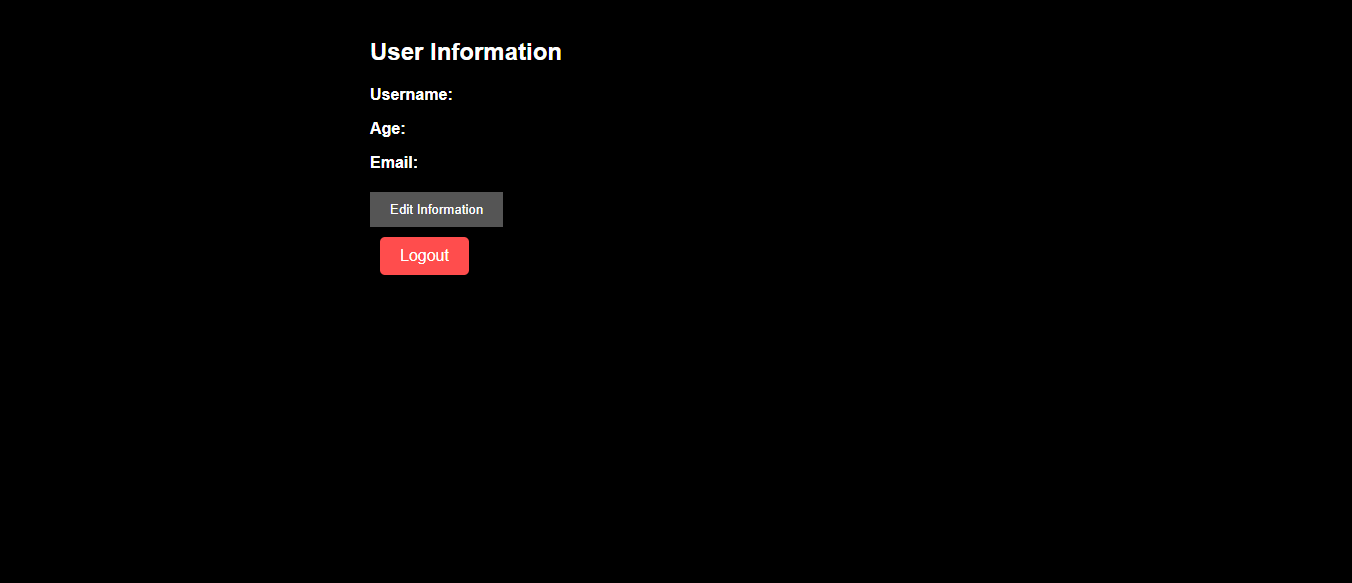 User Information
Username:
Age:
Email:
Edit Information
Logout